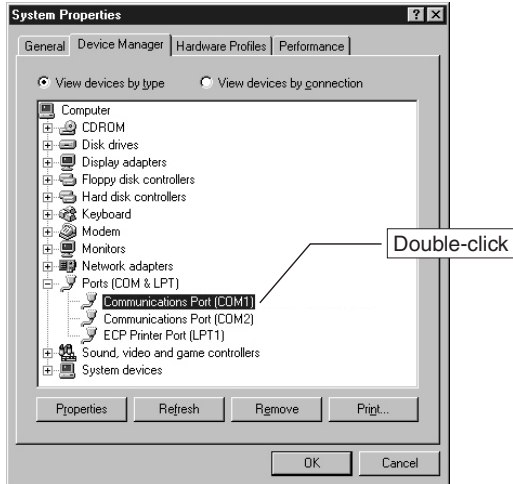 System Properties
General Device Manager Hardware Profiles Performance
View devices by type View devices by connection
Computer
CDROM
Disk drives
Display adapters
Floppy disk controllers
Hard disk controllers
Keyboard
Modem
Monitors
Network adapters
Ports (COM & LPT)
Communications Port (COM1)
Communications Port (COM2)
ECP Printer Port (LPT1)
Sound, video and game controllers
System devices
Double-click
Properties Refresh Remove Print...
OK Cancel